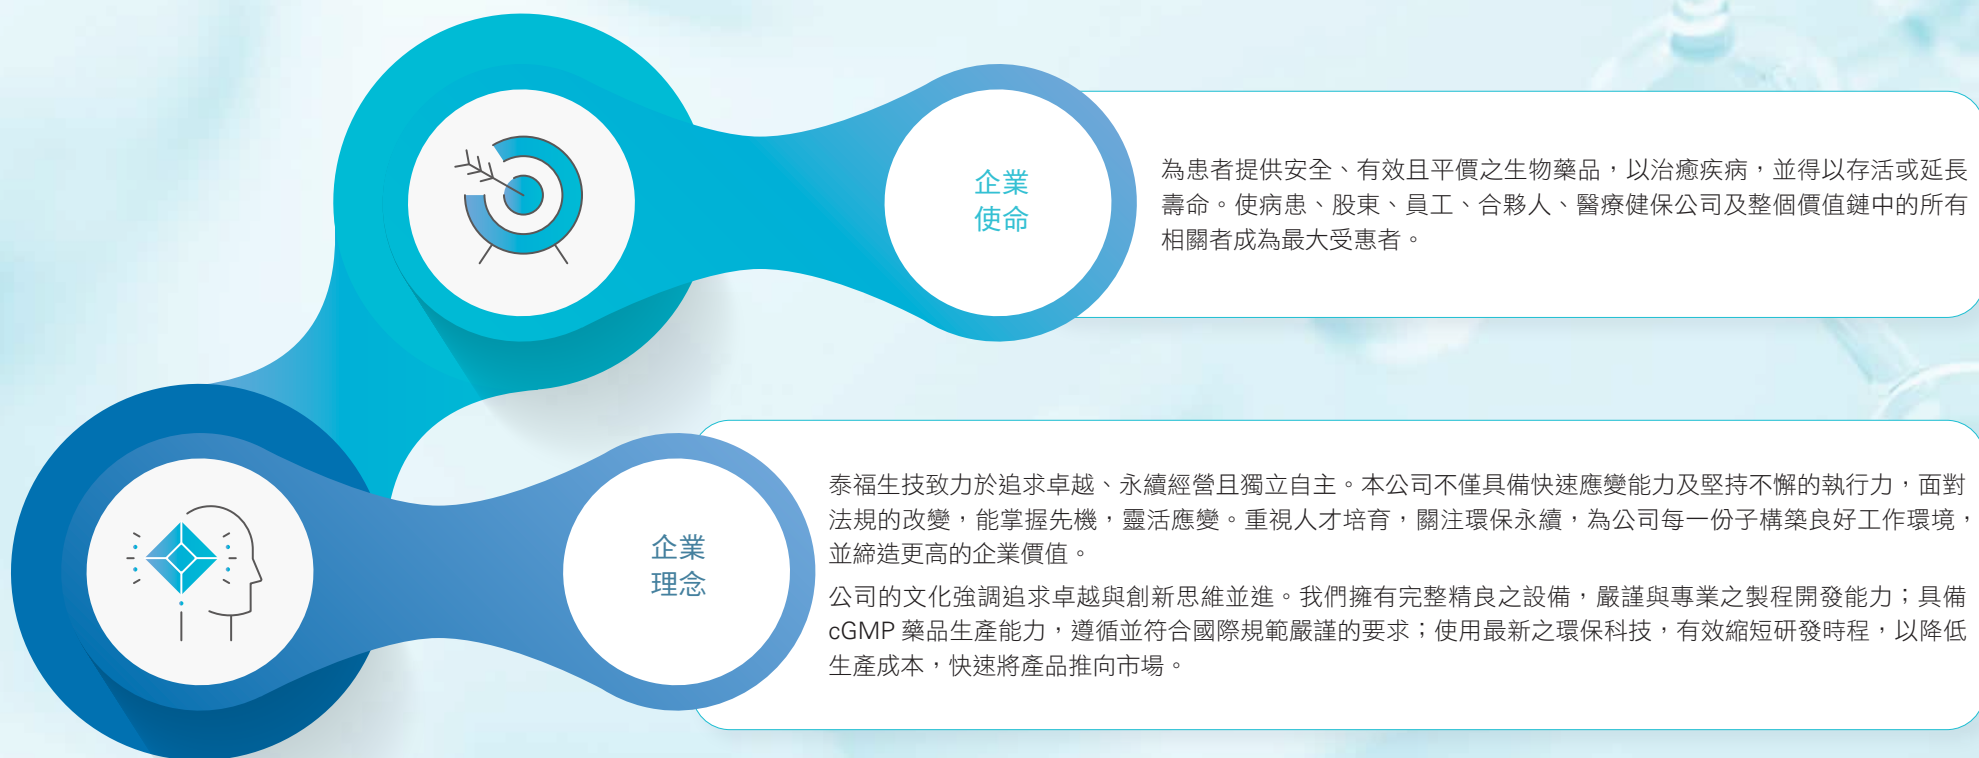 企業
使命
為患者提供安全、有效且平價之生物藥品，以治癒疾病，並得以存活或延長
壽命。使病患、股東、員工、合夥人、醫療健保公司及整個價值鏈中的所有
相關者成為最大受惠者。
企業
理念
泰福生技致力於追求卓越、永續經營且獨立自主。本公司不僅具備快速應變能力及堅持不懈的執行力，面對
法規的改變，能掌握先機，靈活應變。重視人才培育，關注環保永續，為公司每一份子構築良好工作環境，
並締造更高的企業價值。
公司的文化強調追求卓越與創新思維並進。我們擁有完整精良之設備，嚴謹與專業之製程開發能力；具備
cGMP 藥品生產能力，遵循並符合國際規範嚴謹的要求；使用最新之環保科技，有效縮短研發時程，以降低
生產成本，快速將產品推向市場。